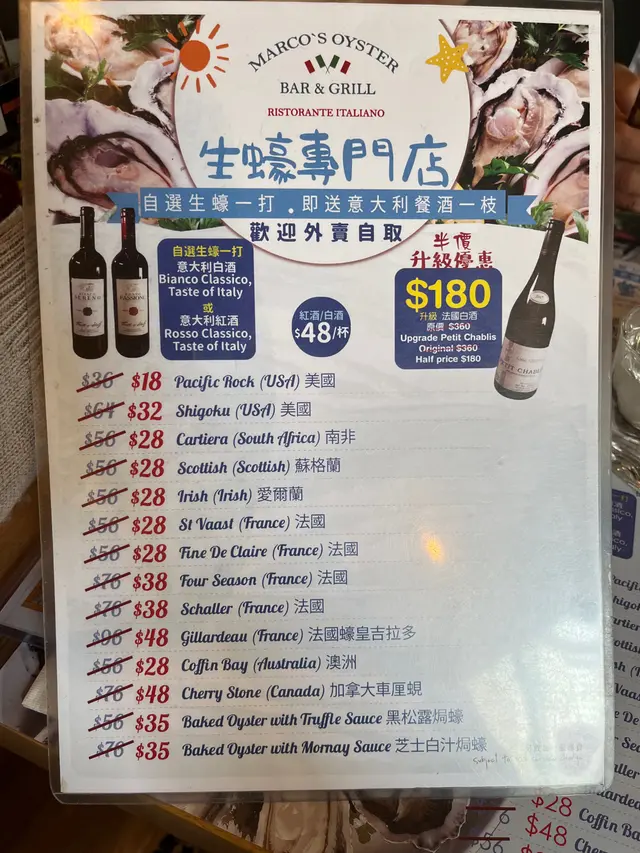 MARCO`S OYSTER
BAR & GRILL
RISTORANTE ITALIANO
生蠔專門店
自選生蠔一打 . 即送意大利餐酒一枝
歡迎外賣自取
自選生蠔一打
意大利白酒
Bianco Classico,
Taste of Italy
或
意大利紅酒
Rosso Classico,
Taste of Italy
紅酒/白酒
$48/杯
半價
升級優惠
$180
升級 法國白酒
原價 $360
Upgrade Petit Chablis
Original $360
Half price $180
PETIT CHABLIS
$36 $18 Pacific Rock (USA) 美國
$64 $32 Shigoku (USA) 美國
$56 $28 Cartiera (South Africa) 南非
$56 $28 Scottish (Scottish) 蘇格蘭
$56 $28 Irish (Irish) 愛爾蘭
$56 $28 St Vaast (France) 法國
$56 $28 Fine De Claire (France) 法國
$76 $38 Four Season (France) 法國
$76 $38 Schaller (France) 法國
$96 $48 Gillardeau (France) 法國蠔皇吉拉多
$56 $28 Coffin Bay (Australia) 澳洲
$76 $48 Cherry Stone (Canada) 加拿大車厘蜆
$56 $35 Baked Oyster with Truffle Sauce 黑松露焗蠔
$76 $35 Baked Oyster with Mornay Sauce 芝士白汁焗蠔
$28 Coffin Ba
$48 Cher